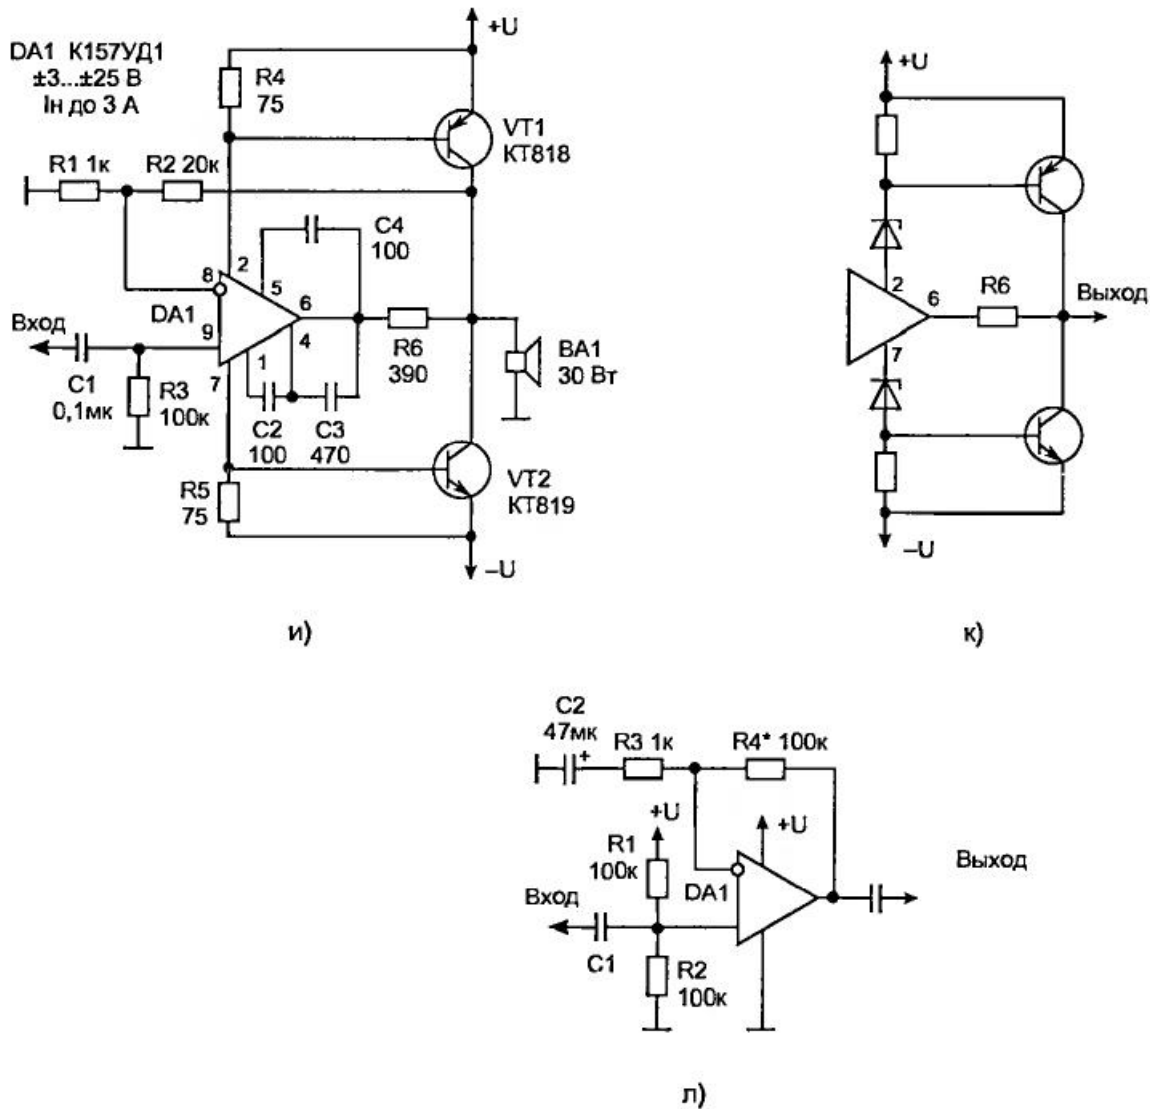 DA1 К157УД1
±3...±25 В
Iн до 3 А
+U
R4
75
VT1
КТ818
R1 1к
R2 20к
C4
100
8
2
5
DA1
6
Вход
9
4
1
7
R6
390
BA1
30 Вт
C1
0,1мк
R3
100к
C2
100
C3
470
R5
75
VT2
КТ819
–U
и)
+U
2
6
R6
Выход
7
–U
к)
C2
47мк
+
R3 1к
R4* 100к
+U
+U
R1
100к
DA1
Выход
Вход
C1
R2
100к
л)